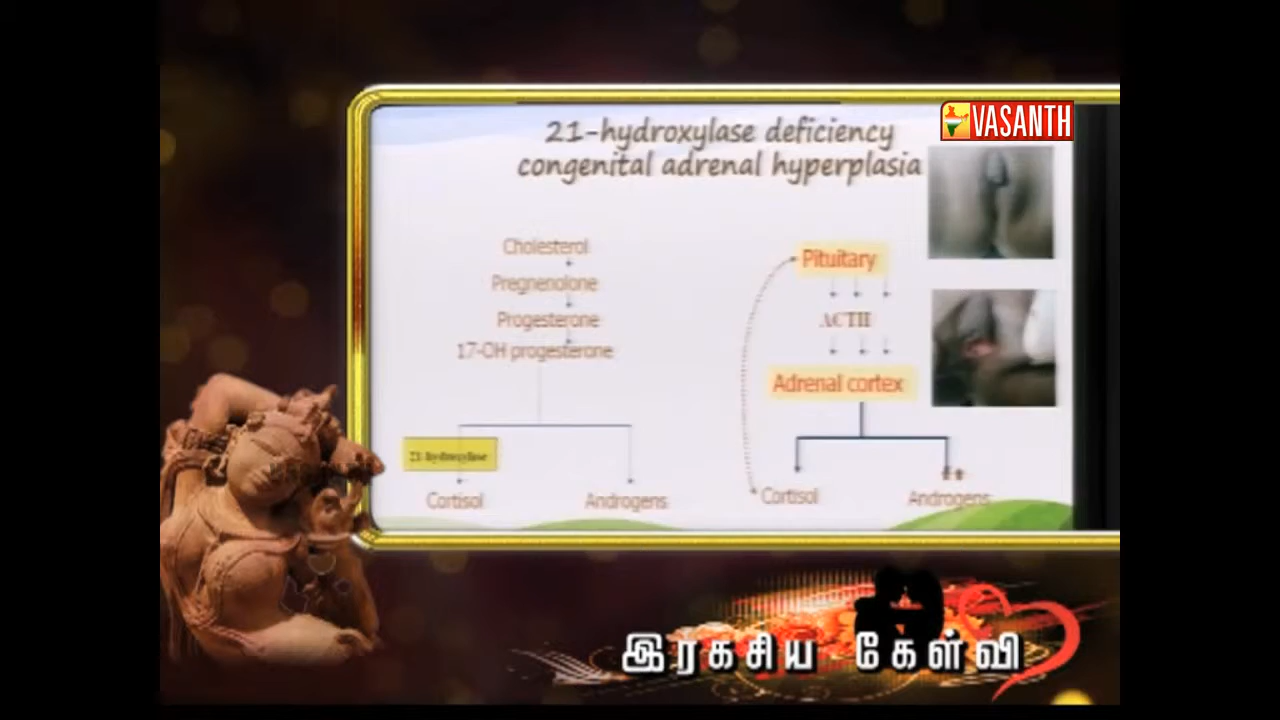 VASANTH
21-hydroxylase deficiency
congenital adrenal hyperplasia
Cholesterol
Pregnenolone
Progesterone
17-OH progesterone
21-hydroxylase
Cortisol
Androgens
Pituitary
ACTH
Adrenal cortex
Cortisol
Androgens
இரகசிய கேள்வி